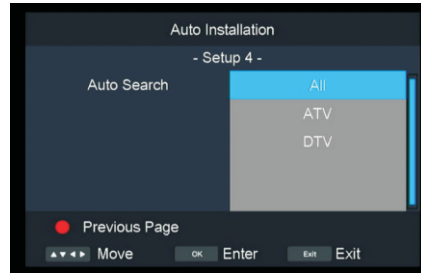 Auto Installation
- Setup 4 -
Auto Search All
ATV
DTV
Previous Page
Move OK Enter Exit Exit